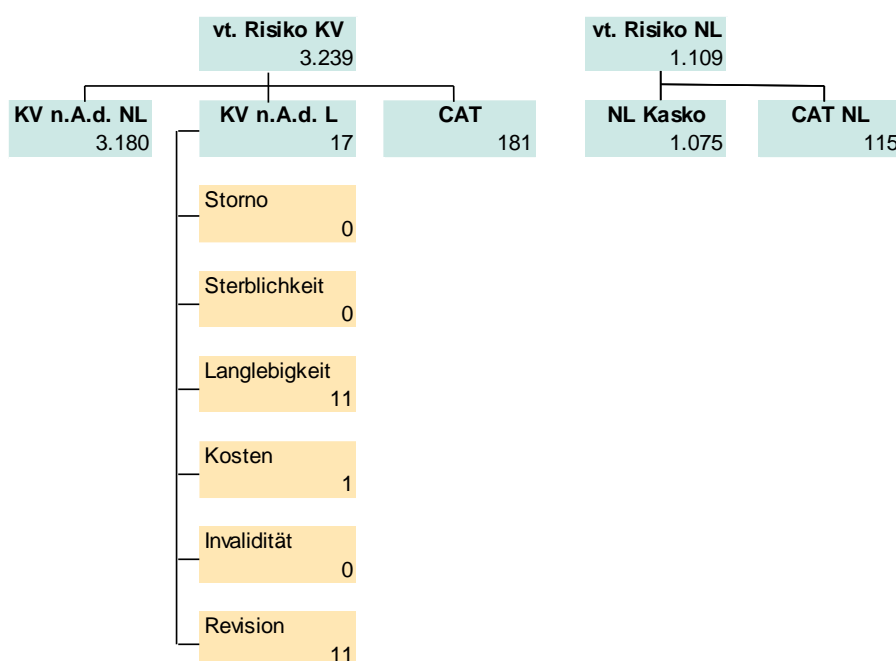 vt. Risiko KV
3.239
vt. Risiko NL
1.109
KV n.A.d. NL
3.180
KV n.A.d. L
17
CAT
181
NL Kasko
1.075
CAT NL
115
Storno
0
Sterblichkeit
0
Langlebigkeit
11
Kosten
1
Invalidität
0
Revision
11